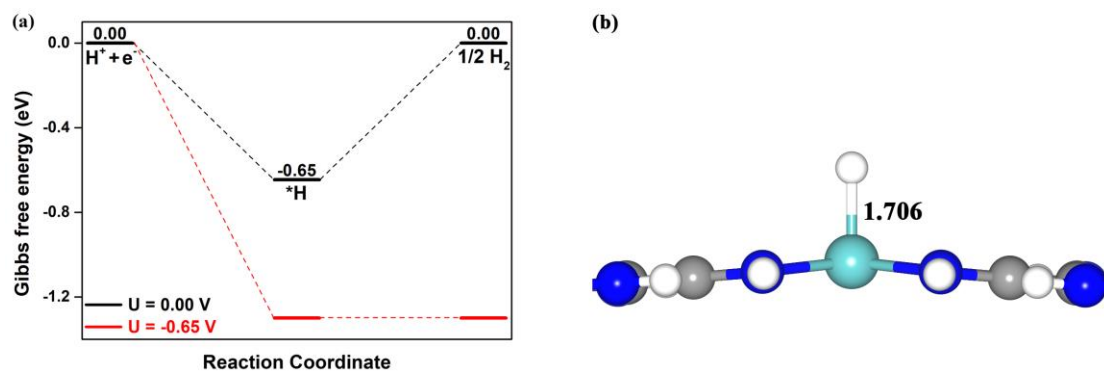 (a)
0.00
0.00
0.0
H⁺ + e⁻
1/2 H₂
-0.4
-0.65
*H
-0.8
-1.2
Gibbs free energy (eV)
U = 0.00 V
U = -0.65 V
Reaction Coordinate
(b)
1.706